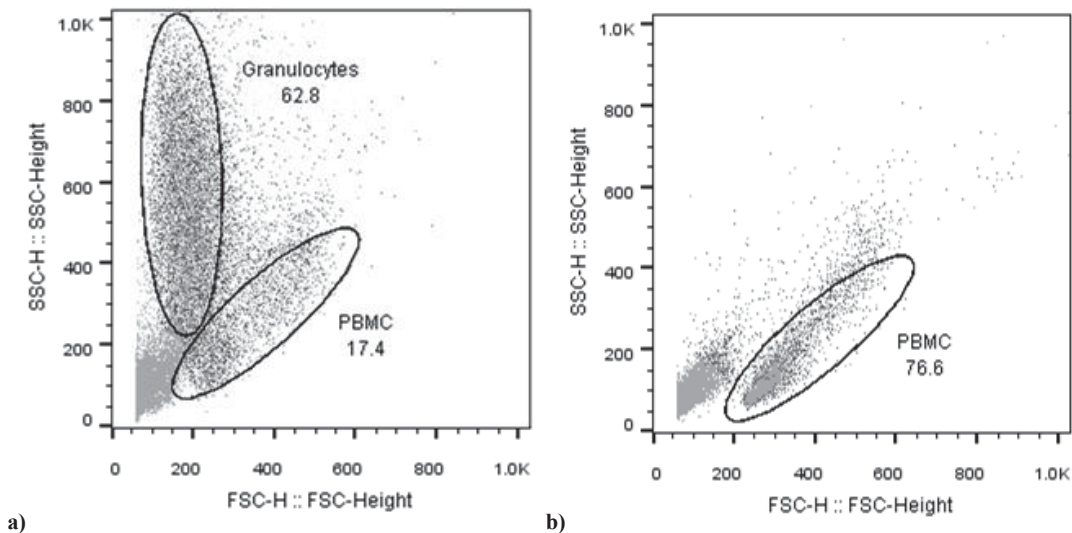 1.0K
800
600
400
200
0
SSC-H :: SSC-Height
Granulocytes
62.8
PBMC
17.4
0 200 400 600 800 1.0K
FSC-H :: FSC-Height
a)
1.0K
800
600
400
200
0
SSC-H :: SSC-Height
PBMC
76.6
0 200 400 600 800 1.0K
FSC-H :: FSC-Height
b)